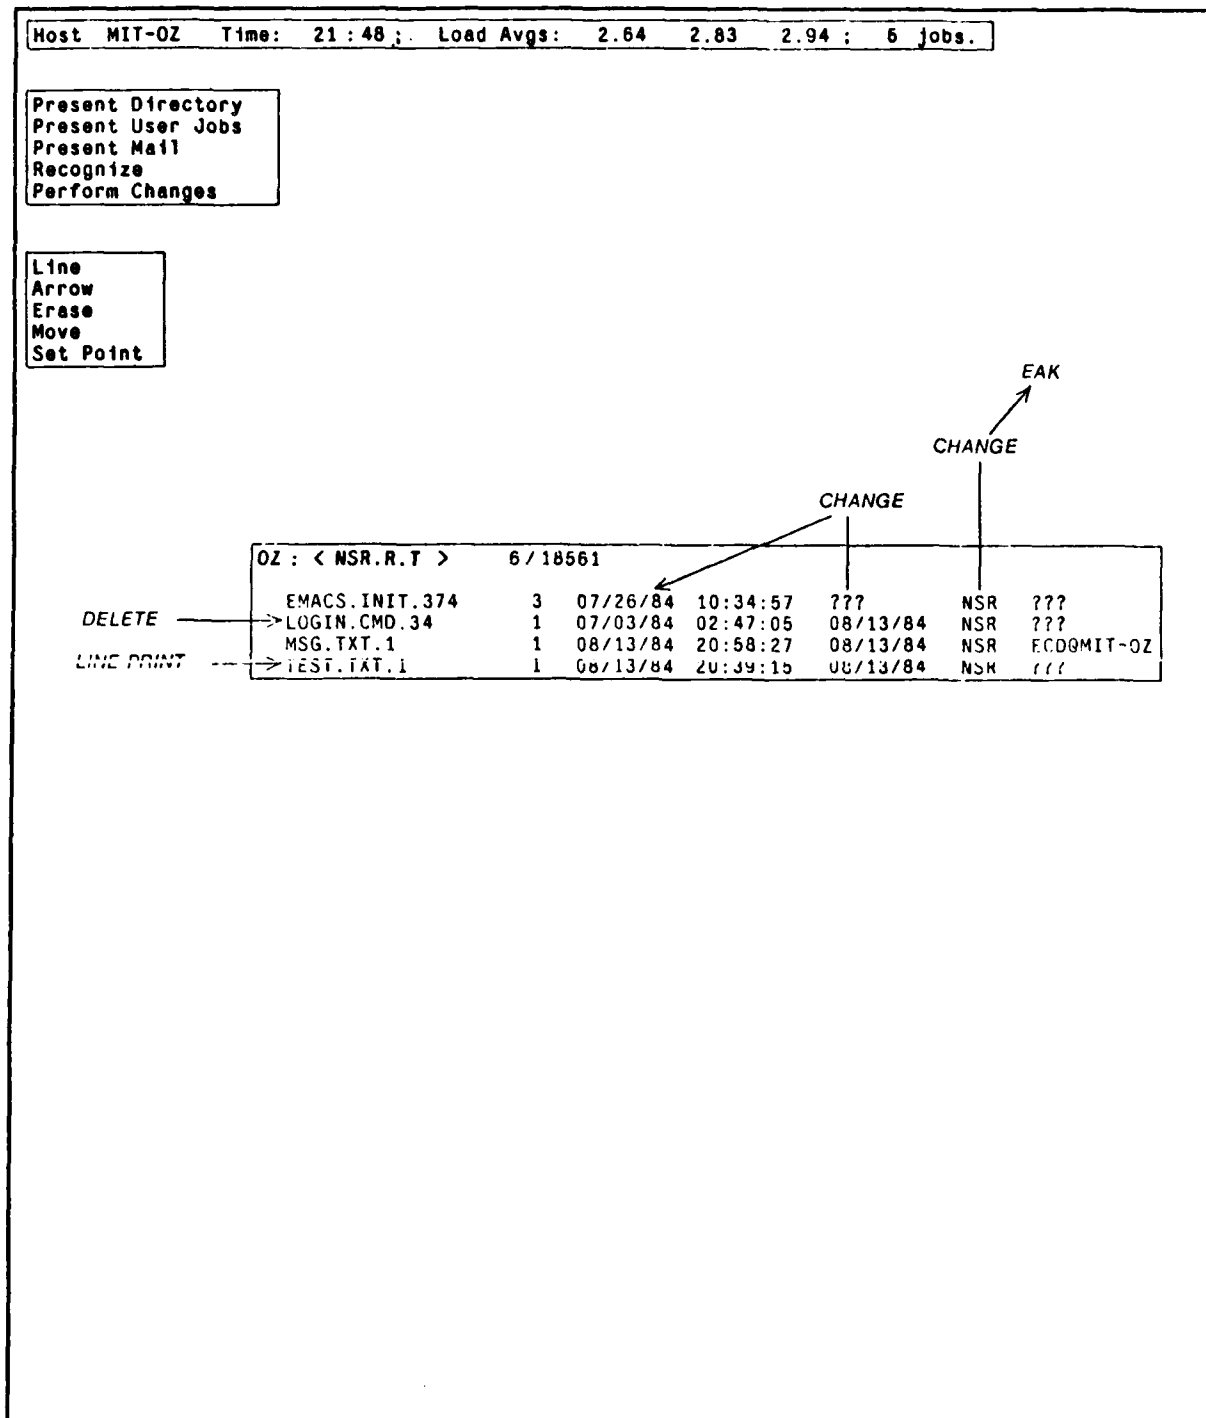 Host MIT-OZ Time: 21:48; Load Avgs: 2.64 2.83 2.94 ; 5 jobs.
Present Directory
Present User Jobs
Present Mail
Recognize
Perform Changes
Line
Arrow
Erase
Move
Set Point
EAK
CHANGE
CHANGE
OZ: < NSR.R.T > 6/18561
EMACS.INIT.374 3 07/26/84 10:34:57 ??? NSR ???
DELETE LOGIN.CMD.34 1 07/03/84 02:47:05 08/13/84 NSR ???
MSG.TXT.1 1 08/13/84 20:58:27 08/13/84 NSR ECD@MIT-OZ
LINE PRINT TEST.TXT.1 1 08/13/84 20:39:15 08/13/84 NSR ???